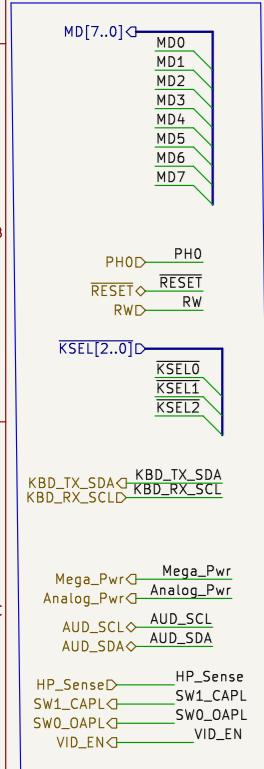 MD[7..0]
MD0
MD1
MD2
MD3
MD4
MD5
MD6
MD7
PH0 PH0
RESET RESET
RW RW
KSEL[2..0]
KSEL0
KSEL1
KSEL2
KBD_TX_SDA KBD_TX_SDA
KBD_RX_SCL KBD_RX_SCL
Mega_Pwr Mega_Pwr
Analog_Pwr Analog_Pwr
AUD_SCL AUD_SCL
AUD_SDA AUD_SDA
HP_Sense HP_Sense
SW1_CAPL SW1_CAPL
SW0_OAPL SW0_OAPL
VID_EN VID_EN